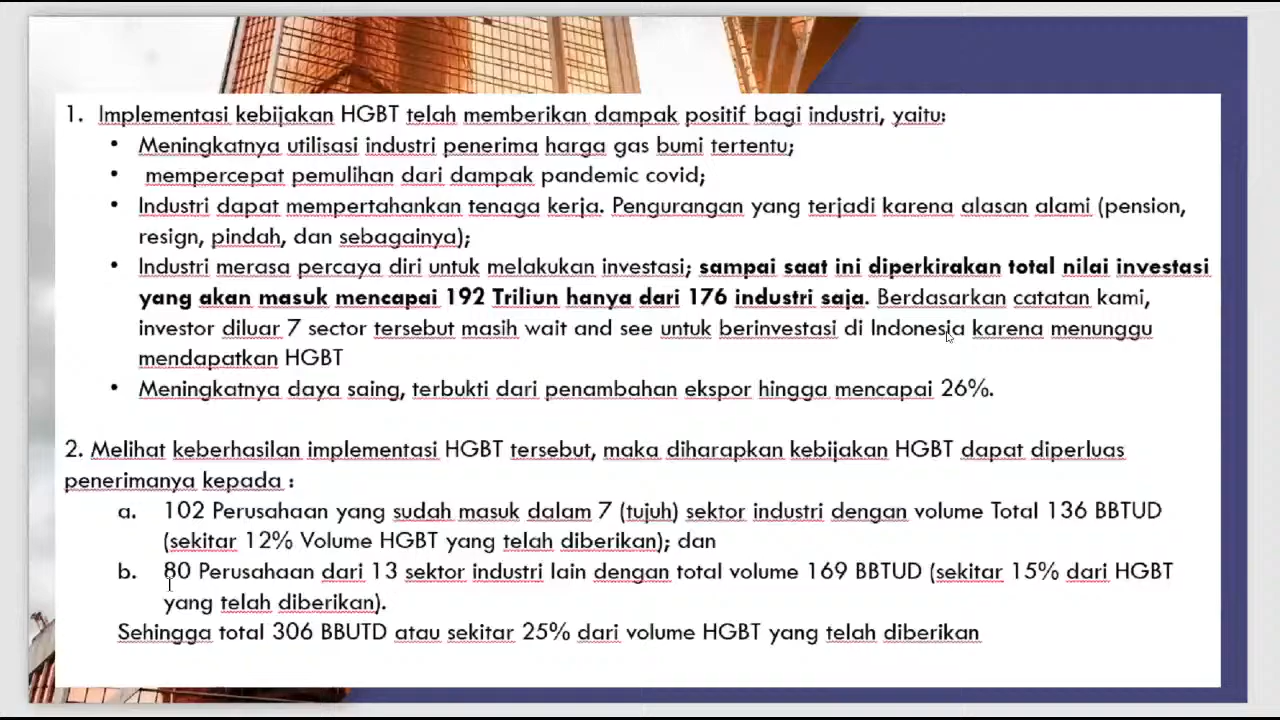 1. Implementasi kebijakan HGBT telah memberikan dampak positif bagi industri, yaitu:
• Meningkatnya utilisasi industri penerima harga gas bumi tertentu;
• mempercepat pemulihan dari dampak pandemic covid;
• Industri dapat mempertahankan tenaga kerja. Pengurangan yang terjadi karena alasan alami (pension,
resign, pindah, dan sebagainya);
• Industri merasa percaya diri untuk melakukan investasi; sampai saat ini diperkirakan total nilai investasi
yang akan masuk mencapai 192 Triliun hanya dari 176 industri saja. Berdasarkan catatan kami,
investor diluar 7 sector tersebut masih wait and see untuk berinvestasi di Indonesia karena menunggu
mendapatkan HGBT
• Meningkatnya daya saing, terbukti dari penambahan ekspor hingga mencapai 26%.
2. Melihat keberhasilan implementasi HGBT tersebut, maka diharapkan kebijakan HGBT dapat diperluas
penerimanya kepada :
a. 102 Perusahaan yang sudah masuk dalam 7 (tujuh) sektor industri dengan volume Total 136 BBTUD
(sekitar 12% Volume HGBT yang telah diberikan); dan
b. 80 Perusahaan dari 13 sektor industri lain dengan total volume 169 BBTUD (sekitar 15% dari HGBT
yang telah diberikan).
Sehingga total 306 BBUTD atau sekitar 25% dari volume HGBT yang telah diberikan